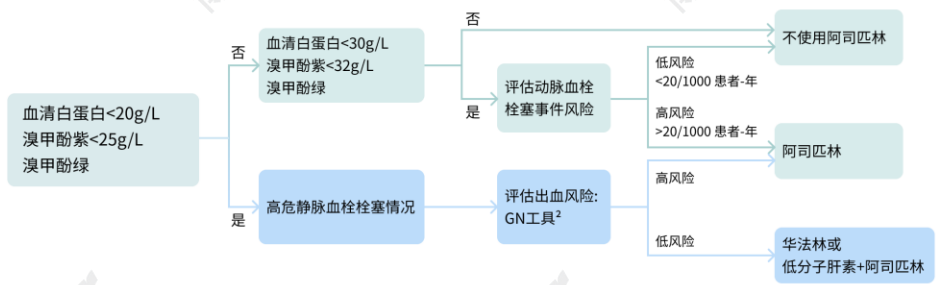 血清白蛋白<20g/L
溴甲酚紫<25g/L
溴甲酚绿
否
血清白蛋白<30g/L
溴甲酚紫<32g/L
溴甲酚绿
否
不使用阿司匹林
是
评估动脉血栓
栓塞事件风险
低风险
<20/1000 患者-年
高风险
>20/1000 患者-年
阿司匹林
是
高危静脉血栓栓塞情况
评估出血风险:
GN工具²
高风险
低风险
华法林或
低分子肝素+阿司匹林